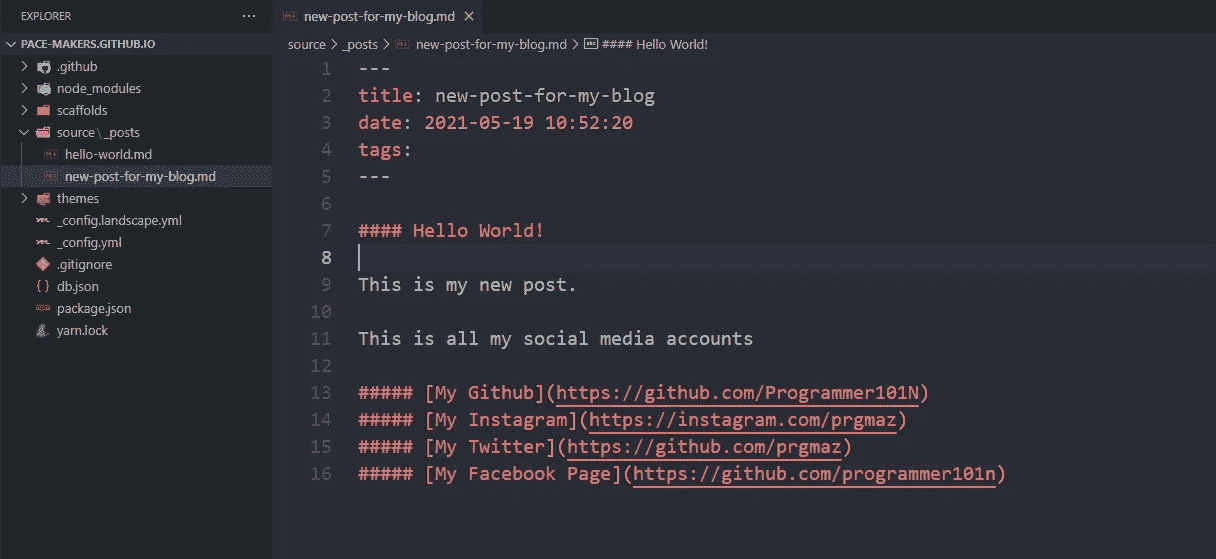 EXPLORER ···
PACE-MAKERS.GITHUB.IO
.github
node_modules
scaffolds
source\_posts
hello-world.md
new-post-for-my-blog.md
themes
_config.landscape.yml
_config.yml
.gitignore
db.json
package.json
yarn.lock
new-post-for-my-blog.md
source > _posts > new-post-for-my-blog.md > #### Hello World!
1 ---
2 title: new-post-for-my-blog
3 date: 2021-05-19 10:52:20
4 tags:
5 ---
6
7 #### Hello World!
8
9 This is my new post.
10
11 This is all my social media accounts
12
13 ##### [My Github](https://github.com/Programmer101N)
14 ##### [My Instagram](https://instagram.com/prgmaz)
15 ##### [My Twitter](https://github.com/prgmaz)
16 ##### [My Facebook Page](https://github.com/programmer101n)